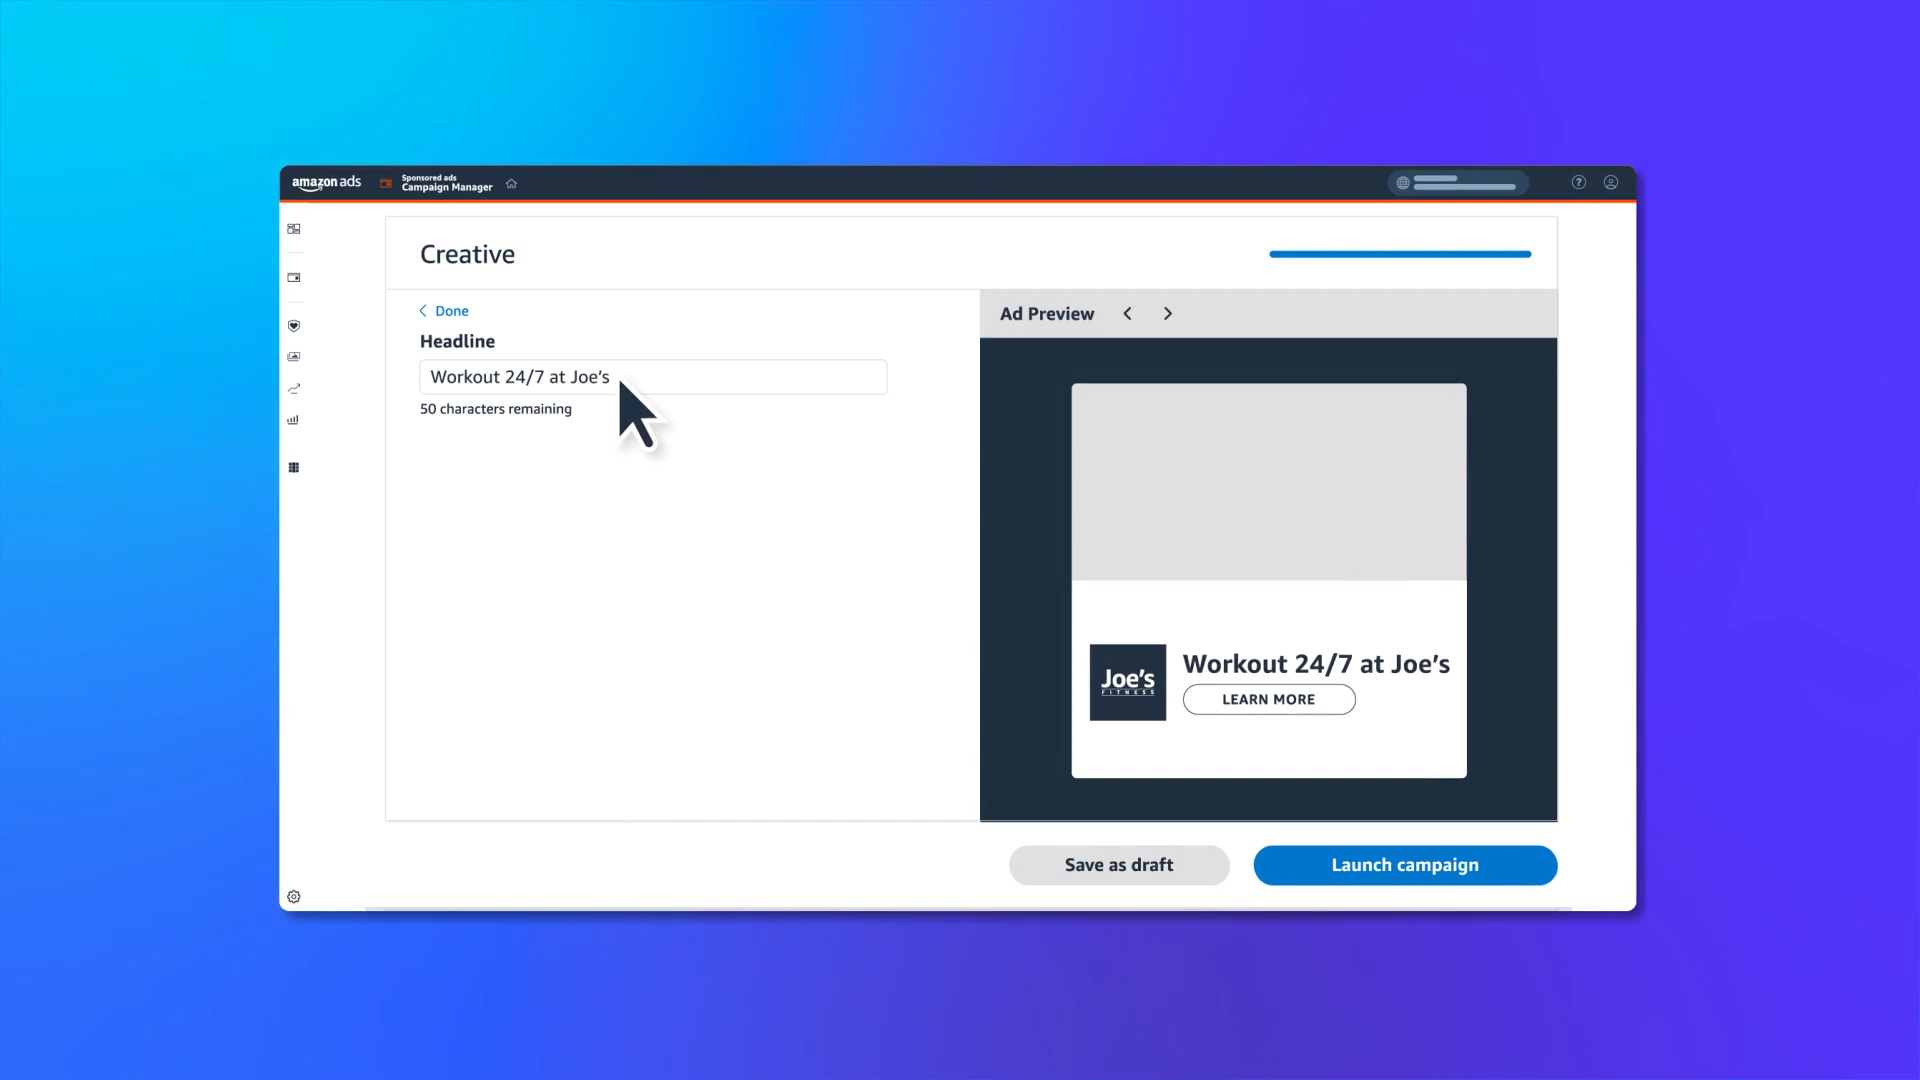 amazon ads
Sponsored ads
Campaign Manager
Creative
Done
Headline
Workout 24/7 at Joe’s
50 characters remaining
Ad Preview
Joe’s
FITNESS
Workout 24/7 at Joe’s
LEARN MORE
Save as draft
Launch campaign